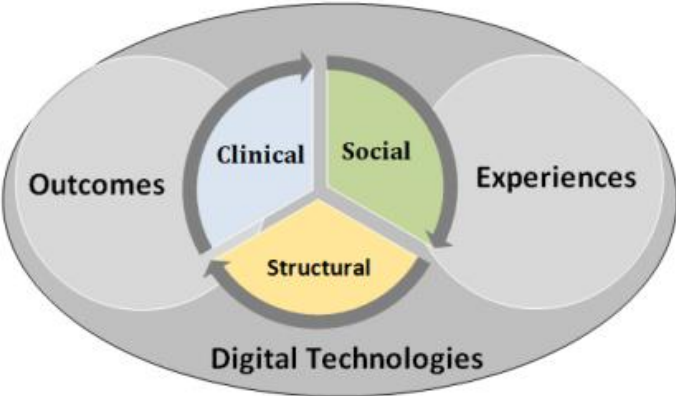 Clinical
Social
Outcomes
Experiences
Structural
Digital Technologies